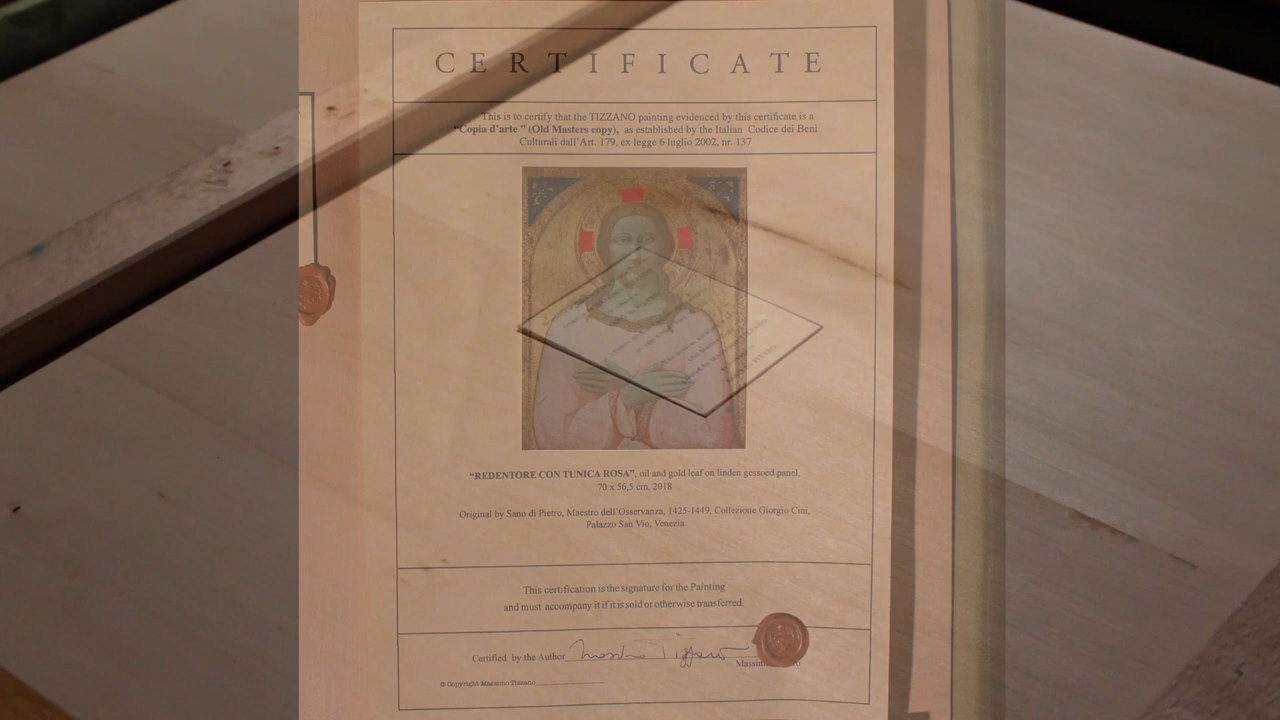 CERTIFICATE
This is to certify that the TIZZANO painting evidenced by this certificate is a
“Copia d’arte ” (Old Masters copy), as established by the Italian Codice dei Beni
Culturali dall’Art. 179, ex legge 6 luglio 2002, nr. 137
“REDENTORE CON TUNICA ROSA”, oil and gold leaf on linden gessoed panel,
70 x 56,5 cm, 2018
Original by Sano di Pietro, Maestro dell’Osservanza, 1425-1449, Collezione Giorgio Cini,
Palazzo San Vio, Venezia
This certification is the signature for the Painting
and must accompany it if it is sold or otherwise transferred.
Certified by the Author Massimo Tizzano
© Copyright Massimo Tizzano